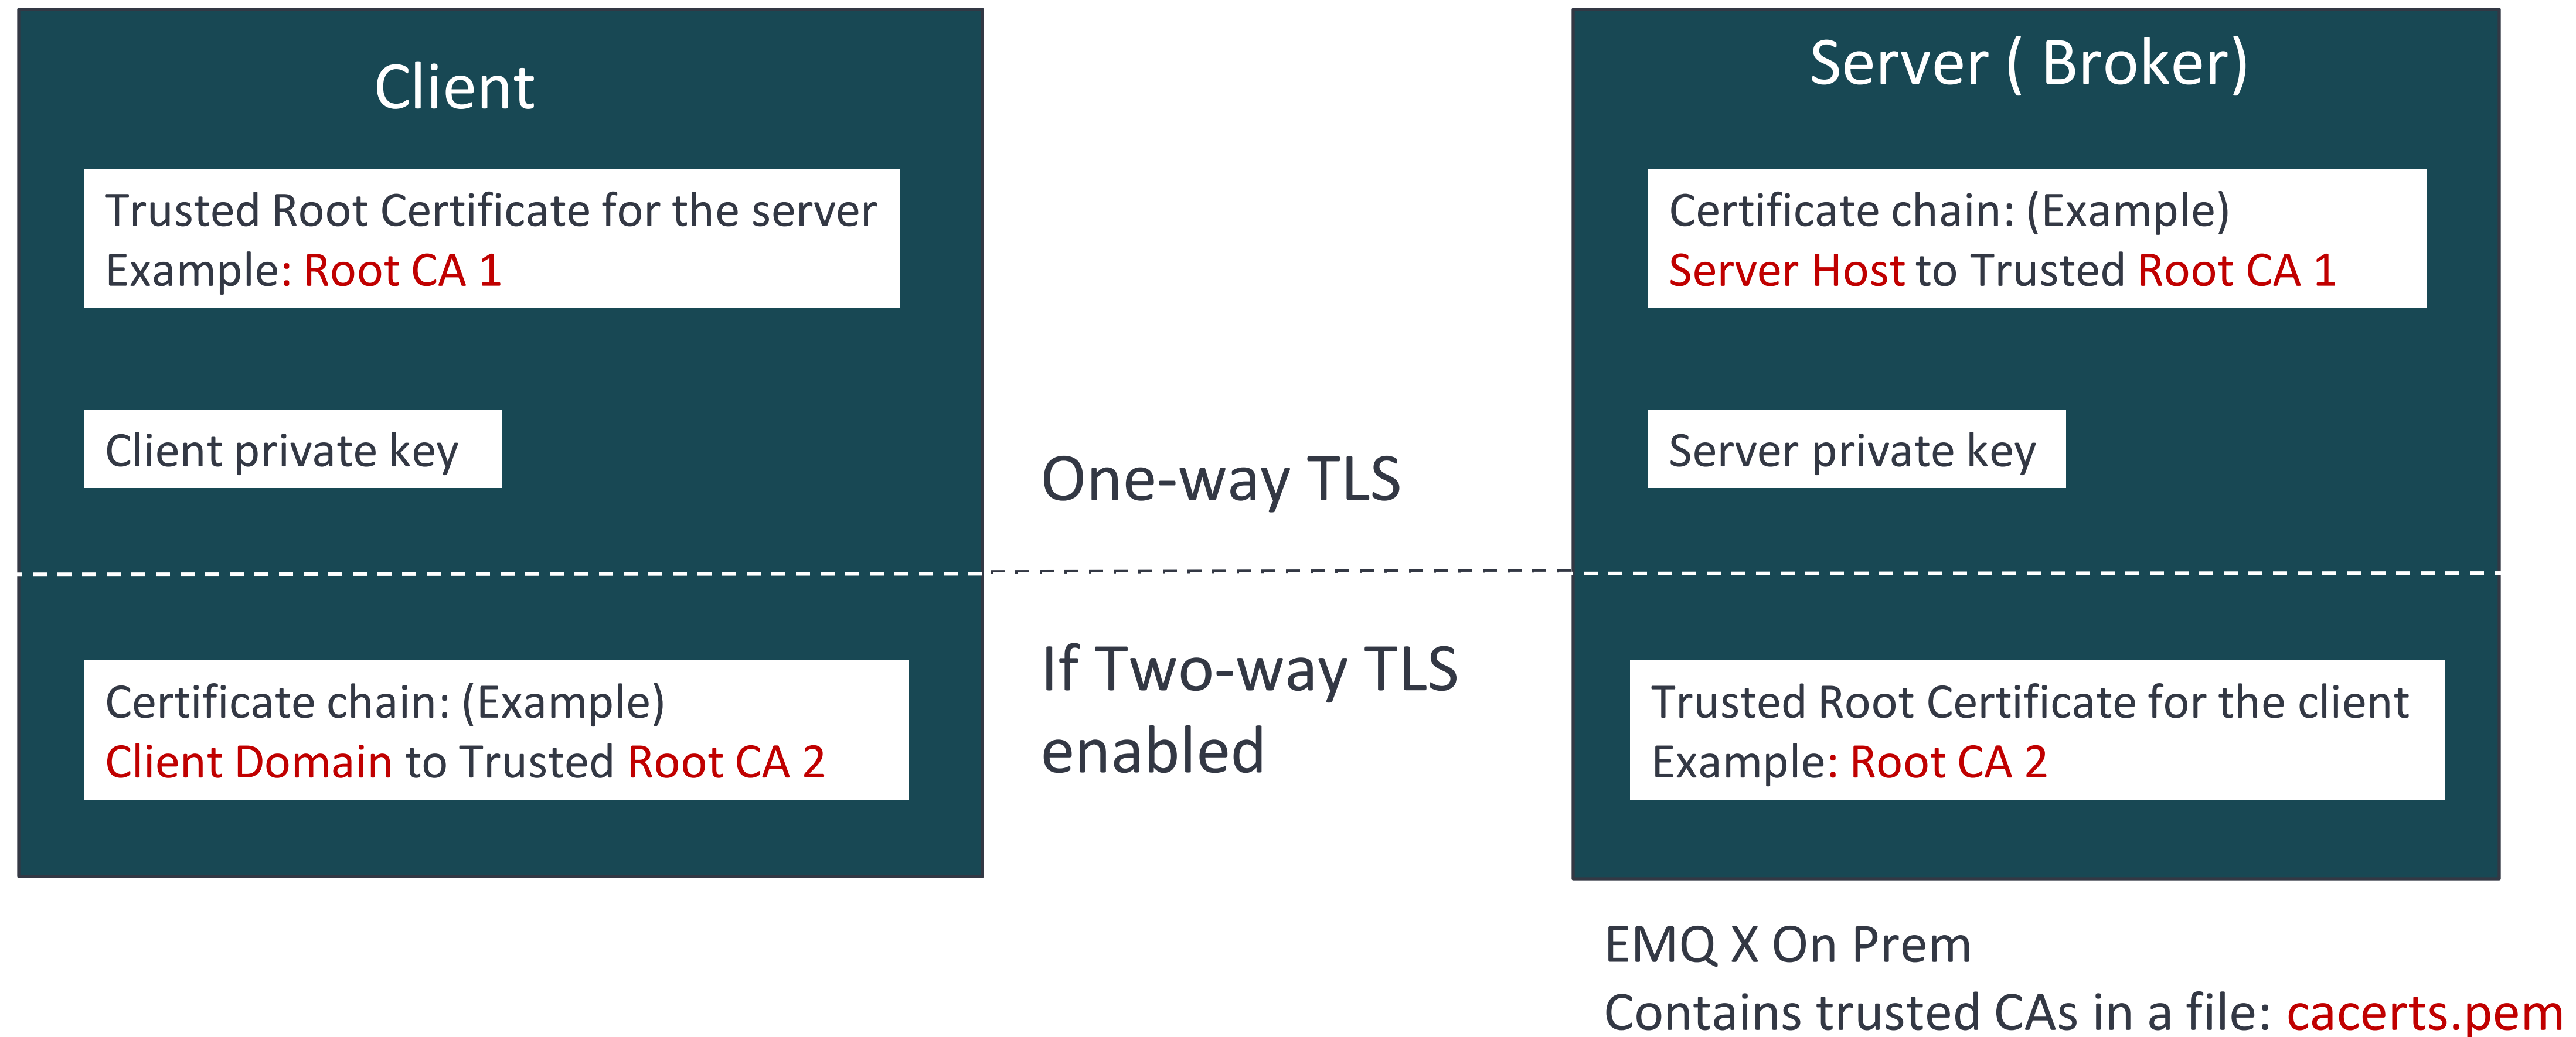 Client
Trusted Root Certificate for the server
Example: Root CA 1
Client private key
Certificate chain: (Example)
Client Domain to Trusted Root CA 2
One-way TLS
If Two-way TLS
enabled
Server ( Broker)
Certificate chain: (Example)
Server Host to Trusted Root CA 1
Server private key
Trusted Root Certificate for the client
Example: Root CA 2
EMQ X On Prem
Contains trusted CAs in a file: cacerts.pem